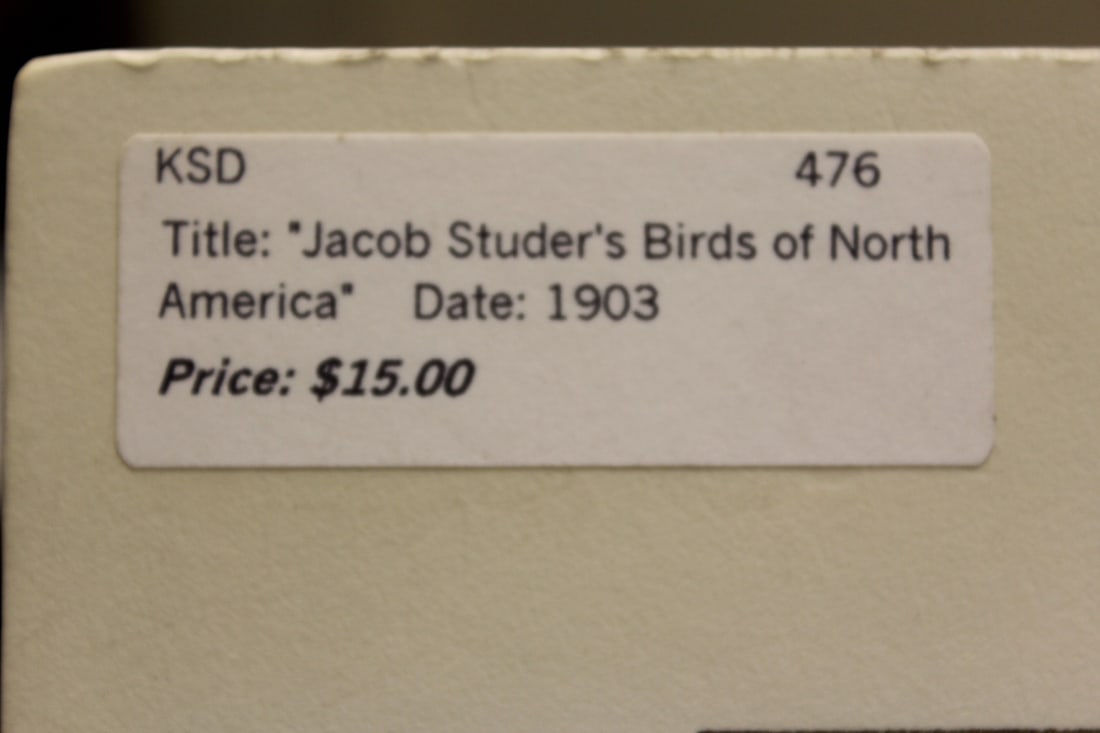 KSD 476
Title: "Jacob Studer's Birds of North
America" Date: 1903
Price: $15.00